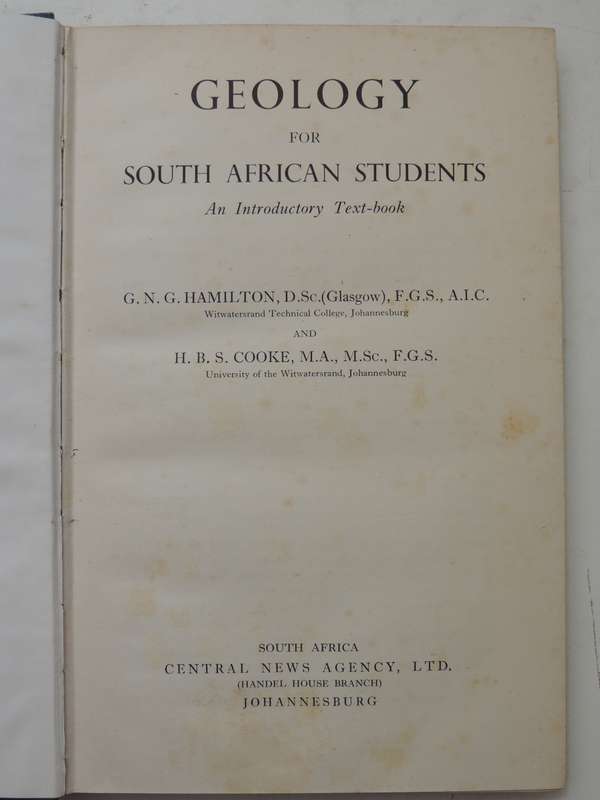 GEOLOGY
FOR
SOUTH AFRICAN STUDENTS
An Introductory Text-book
G. N. G. HAMILTON, D.Sc.(Glasgow), F.G.S., A.I.C.
Witwatersrand Technical College, Johannesburg
AND
H. B. S. COOKE, M.A., M.Sc., F.G.S.
University of the Witwatersrand, Johannesburg
SOUTH AFRICA
CENTRAL NEWS AGENCY, LTD.
(HANDEL HOUSE BRANCH)
JOHANNESBURG